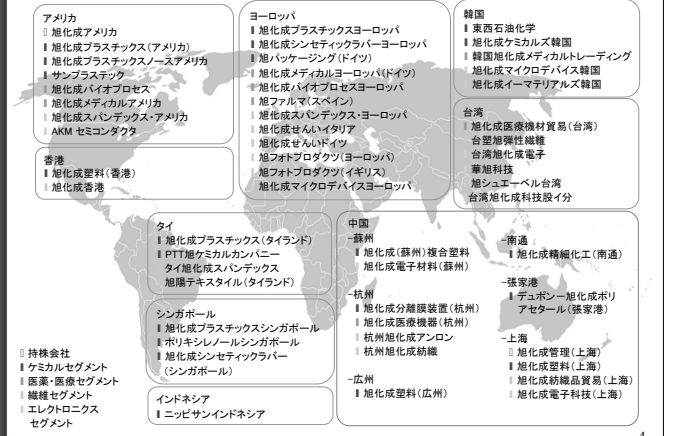 アメリカ
旭化成アメリカ
旭化成プラスチックス(アメリカ)
旭化成プラスチックスノースアメリカ
サンプラステック
旭化成バイオプロセス
旭化成メディカルアメリカ
旭化成スパンデックス・アメリカ
AKM セミコンダクタ
香港
旭化成塑料(香港)
旭化成香港
ヨーロッパ
旭化成プラスチックスヨーロッパ
旭化成シンセティックラバーヨーロッパ
旭パッケージング(ドイツ)
旭化成メディカルヨーロッパ(ドイツ)
旭化成バイオプロセスヨーロッパ
旭ファルマ(スペイン)
旭化成スパンデックス・ヨーロッパ
旭化成せんいイタリア
旭化成せんいドイツ
旭フォトプロダクツ(ヨーロッパ)
旭フォトプロダクツ(イギリス)
旭化成マイクロデバイスヨーロッパ
韓国
東西石油化学
旭化成ケミカルズ韓国
韓国旭化成メディカルトレーディング
旭化成マイクロデバイス韓国
旭化成イーマテリアルズ韓国
台湾
旭化成医療機材貿易(台湾)
台塑旭弾性繊維
台湾旭化成電子
華旭科技
旭シュエーベル台湾
台湾旭化成科技股イ分
タイ
旭化成プラスチックス(タイランド)
PTT旭ケミカルカンパニー
タイ旭化成スパンデックス
旭陽テキスタイル(タイランド)
シンガポール
旭化成プラスチックスシンガポール
ポリキシレノールシンガポール
旭化成シンセティックラバー
(シンガポール)
インドネシア
ニッピサンインドネシア
中国
-蘇州
旭化成(蘇州)複合塑料
旭化成電子材料(蘇州)
-杭州
旭化成分離膜装置(杭州)
旭化成医療機器(杭州)
杭州旭化成アンロン
杭州旭化成紡織
-広州
旭化成塑料(広州)
-南通
旭化成精細化工(南通)
-張家港
デュポン-旭化成ポリ
アセタール(張家港)
-上海
旭化成管理(上海)
旭化成塑料(上海)
旭化成紡織品貿易(上海)
旭化成電子科技(上海)
持株会社
ケミカルセグメント
医薬・医療セグメント
繊維セグメント
エレクトロニクス
セグメント
4